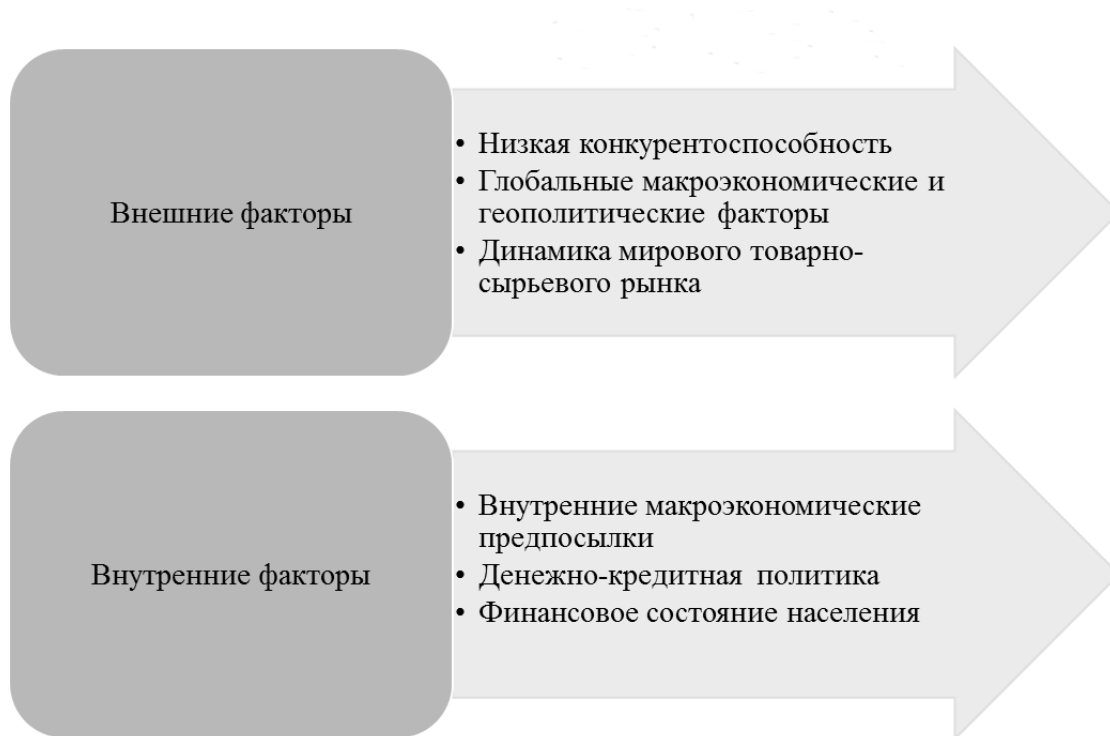 Внешние факторы
• Низкая конкурентоспособность
• Глобальные макроэкономические и
геополитические факторы
• Динамика мирового товарно-
сырьевого рынка
Внутренние факторы
• Внутренние макроэкономические
предпосылки
• Денежно-кредитная политика
• Финансовое состояние населения